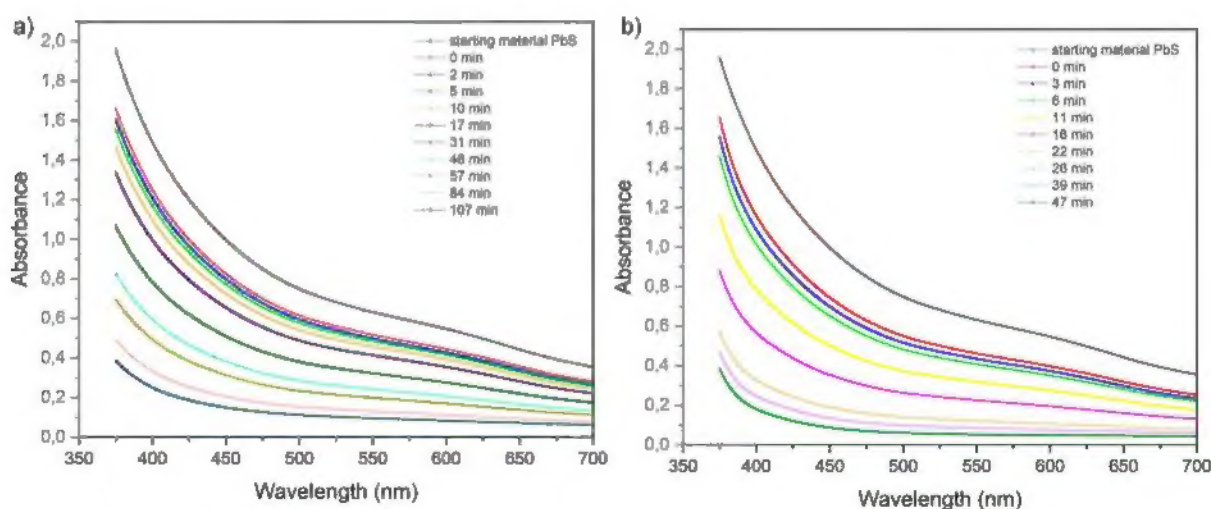 a)
starting material PbS
0 min
2 min
5 min
10 min
17 min
31 min
46 min
57 min
84 min
107 min
2,0
1,8
1,6
1,4
1,2
1,0
0,8
0,6
0,4
0,2
0,0
Absorbance
350 400 450 500 550 600 650 700
Wavelength (nm)
b)
starting material PbS
0 min
3 min
6 min
11 min
16 min
22 min
26 min
39 min
47 min
2,0
1,8
1,6
1,4
1,2
1,0
0,8
0,6
0,4
0,2
0,0
Absorbance
350 400 450 500 550 600 650 700
Wavelength (nm)